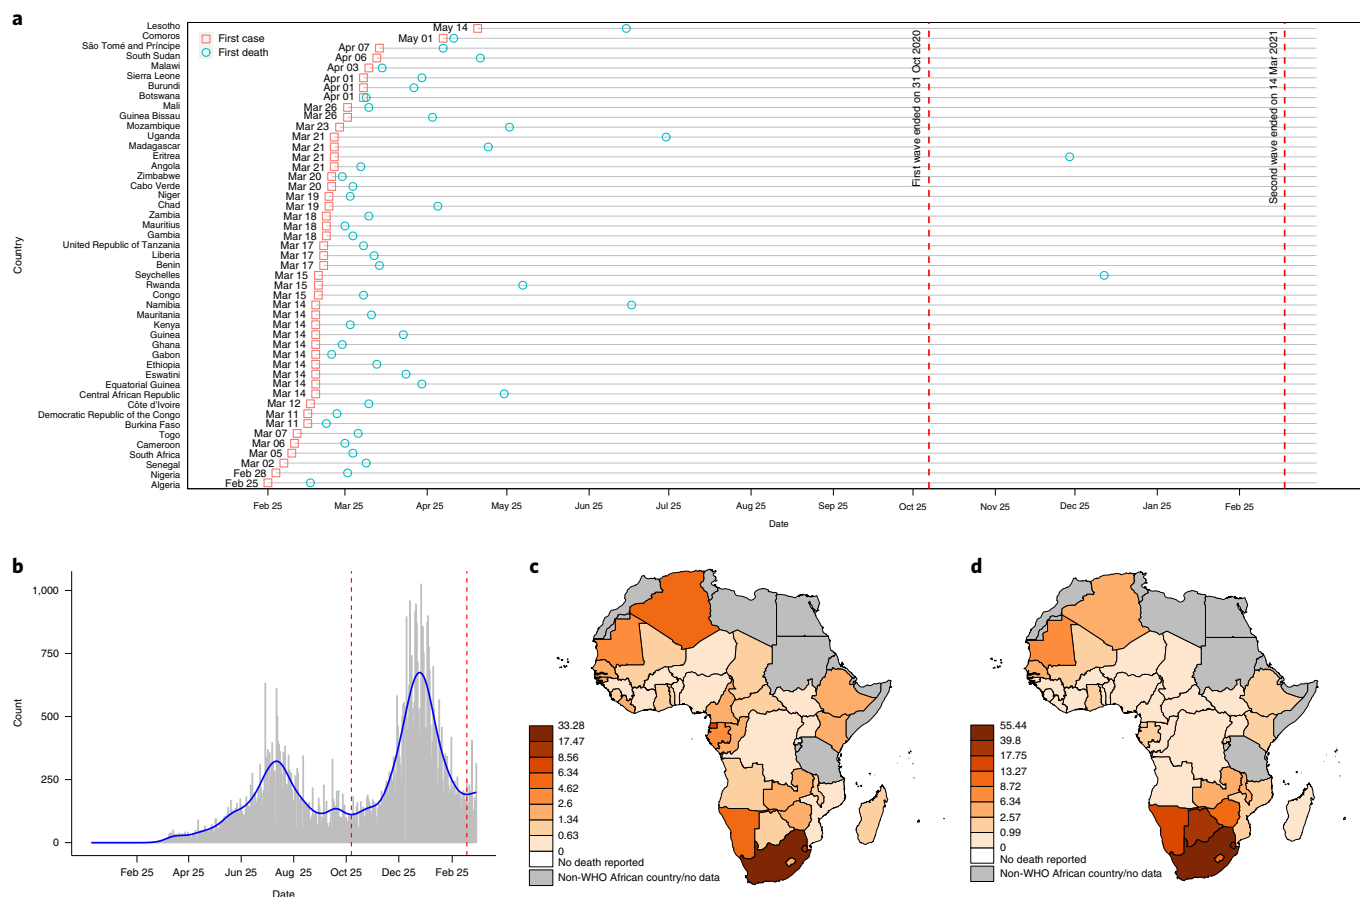 a
Lesotho
Comoros
São Tomé and Príncipe
South Sudan
Malawi
Sierra Leone
Burundi
Botswana
Mali
Guinea Bissau
Mozambique
Uganda
Madagascar
Eritrea
Angola
Zimbabwe
Cabo Verde
Niger
Chad
Zambia
Mauritius
Gambia
United Republic of Tanzania
Liberia
Benin
Seychelles
Rwanda
Congo
Namibia
Mauritania
Kenya
Guinea
Ghana
Gabon
Ethiopia
Eswatini
Equatorial Guinea
Central African Republic
Côte d'Ivoire
Democratic Republic of the Congo
Burkina Faso
Togo
Cameroon
South Africa
Senegal
Nigeria
Algeria
Country
First case
First death
May 14
May 01
Apr 07
Apr 06
Apr 03
Apr 01
Apr 01
Apr 01
Mar 26
Mar 26
Mar 23
Mar 21
Mar 21
Mar 21
Mar 21
Mar 20
Mar 20
Mar 19
Mar 19
Mar 18
Mar 18
Mar 18
Mar 17
Mar 17
Mar 17
Mar 15
Mar 15
Mar 15
Mar 14
Mar 14
Mar 14
Mar 14
Mar 14
Mar 14
Mar 14
Mar 14
Mar 14
Mar 14
Mar 12
Mar 11
Mar 11
Mar 07
Mar 06
Mar 05
Mar 02
Feb 28
Feb 25
First wave ended on 31 Oct 2020
Second wave ended on 14 Mar 2021
Feb 25 Mar 25 Apr 25 May 25 Jun 25 Jul 25 Aug 25 Sep 25 Oct 25 Nov 25 Dec 25 Jan 25 Feb 25
Date
b
1,000
750
500
250
0
Count
Feb 25 Apr 25 Jun 25 Aug 25 Oct 25 Dec 25 Feb 25
Date
c
33.28
17.47
8.56
6.34
4.62
2.6
1.34
0.63
0
No death reported
Non-WHO African country/no data
d
55.44
39.8
17.75
13.27
8.72
6.34
2.57
0.99
0
No death reported
Non-WHO African country/no data